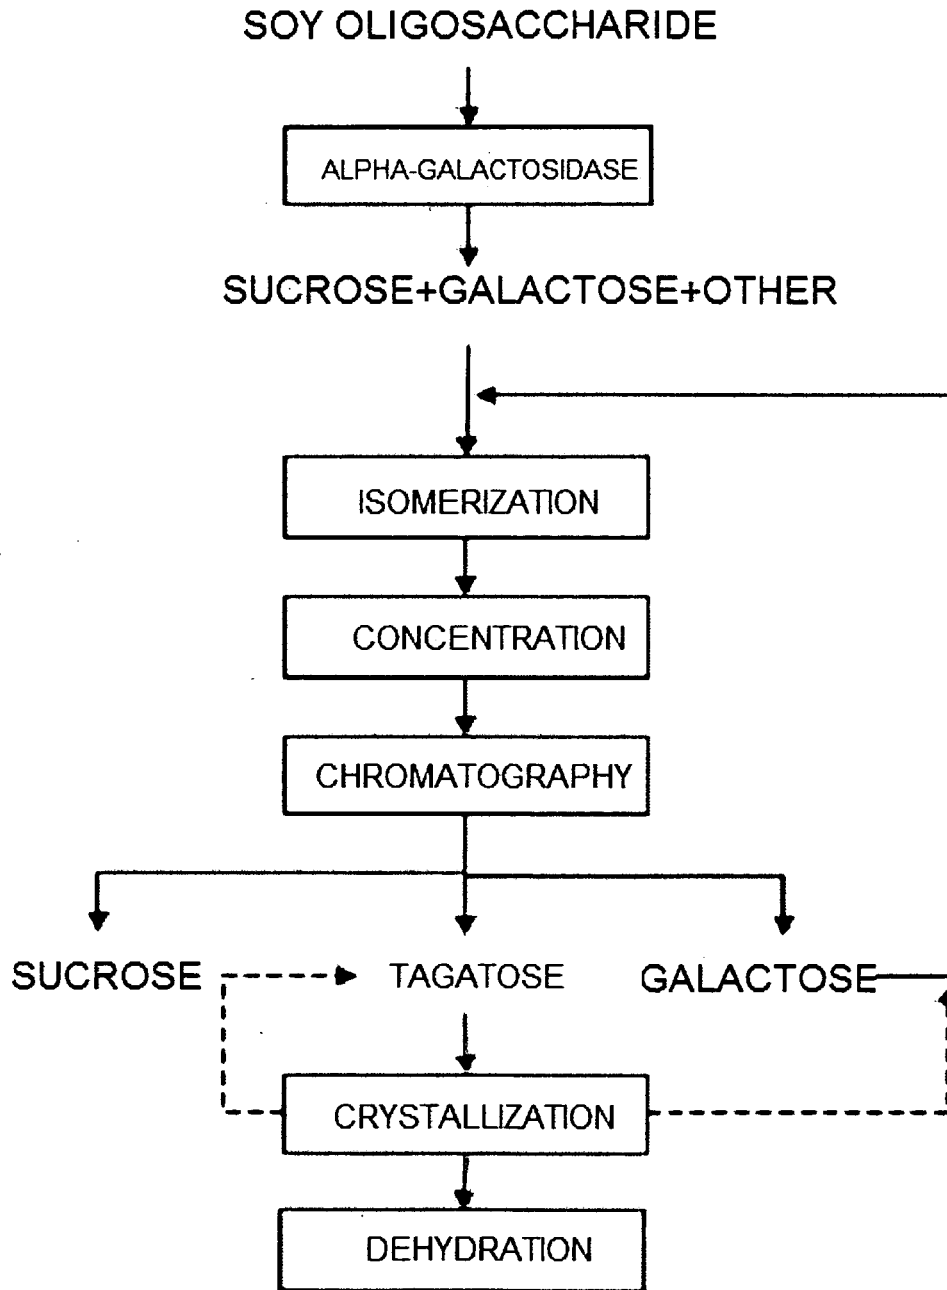 SOY OLIGOSACCHARIDE
ALPHA-GALACTOSIDASE
SUCROSE+GALACTOSE+OTHER
ISOMERIZATION
CONCENTRATION
CHROMATOGRAPHY
SUCROSE
TAGATOSE
GALACTOSE
CRYSTALLIZATION
DEHYDRATION